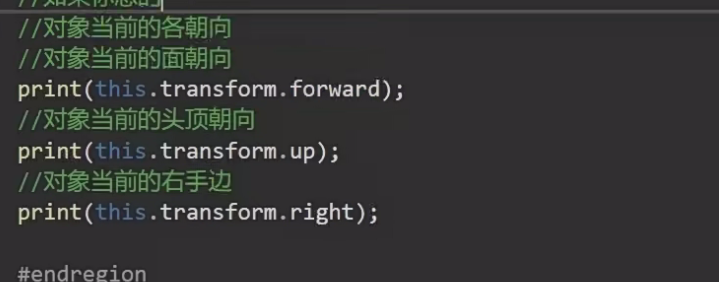 //对象当前的各朝向
//对象当前的面朝向
print(this.transform.forward);
//对象当前的头顶朝向
print(this.transform.up);
//对象当前的右手边
print(this.transform.right);
#endregion